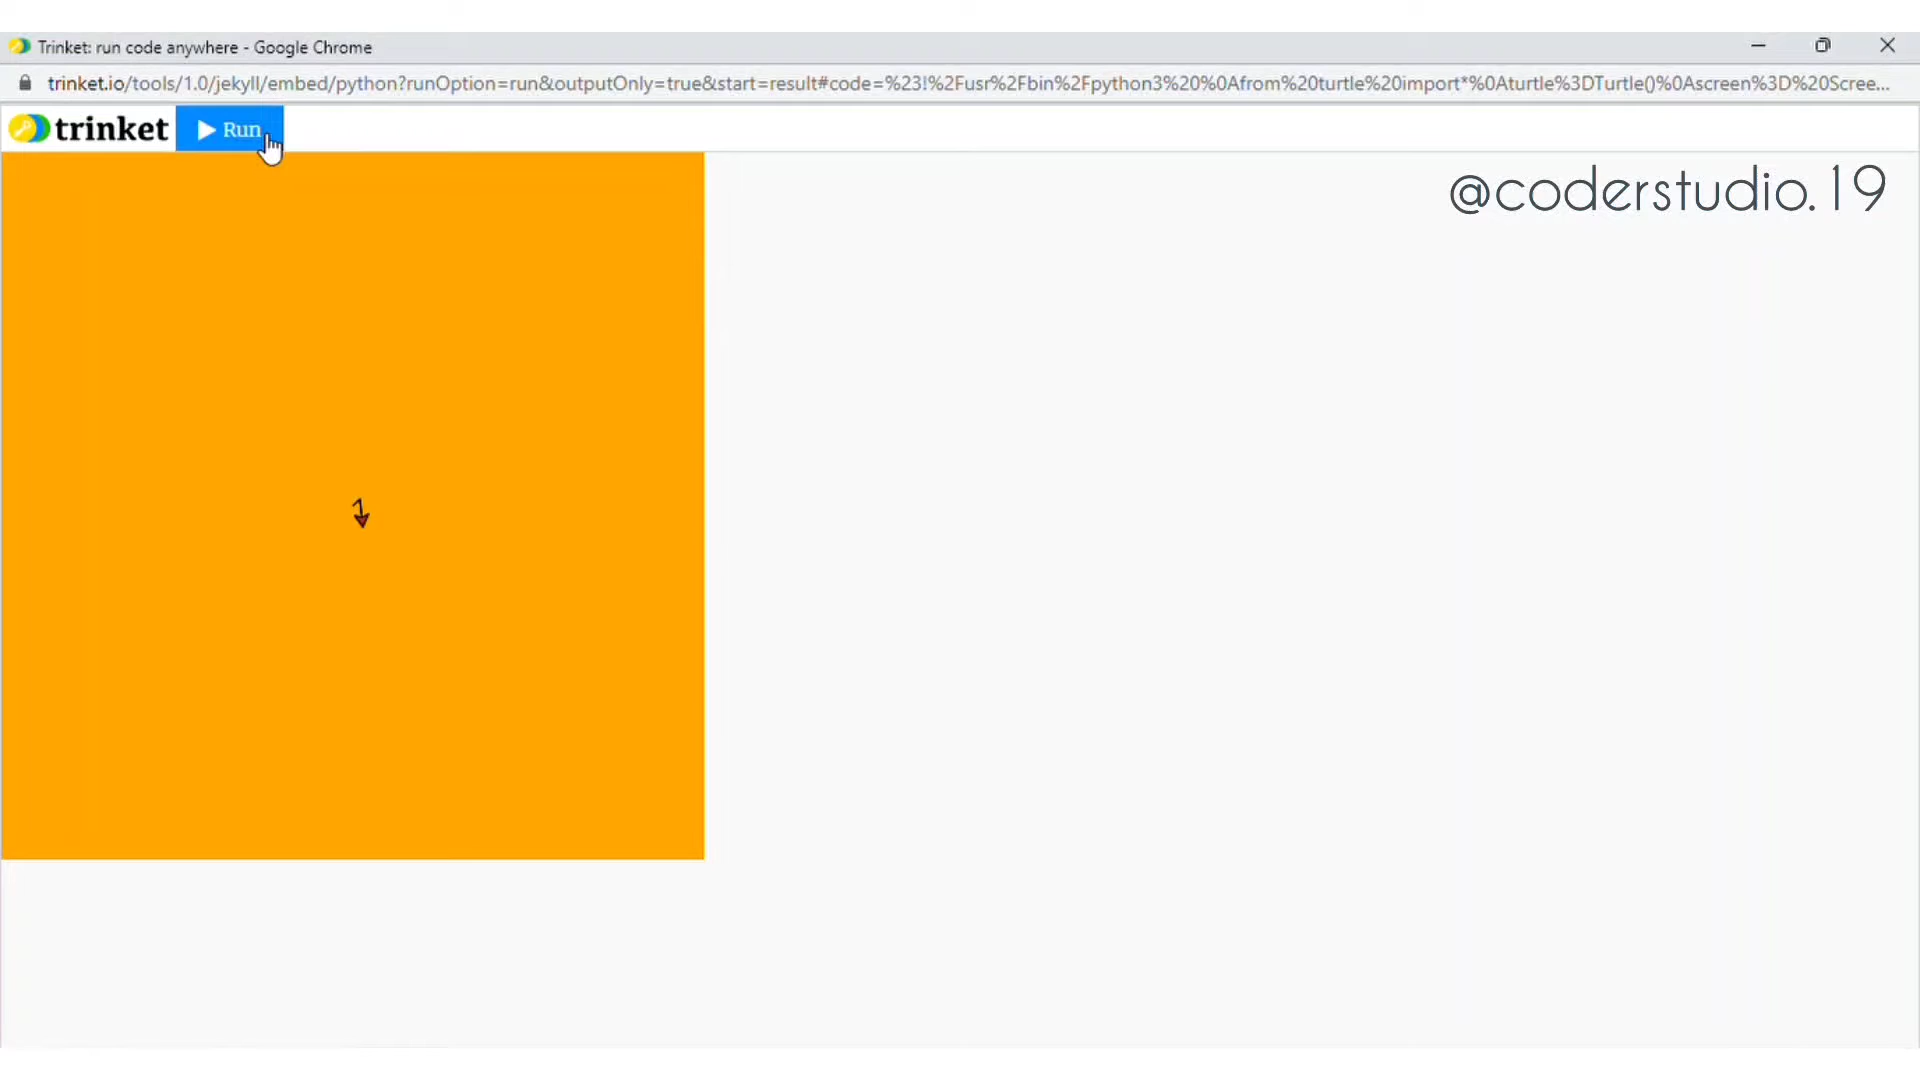 Trinket: run code anywhere - Google Chrome
trinket.io/tools/1.0/jekyll/embed/python?runOption=run&outputOnly=true&start=result#code=%23!%2Fusr%2Fbin%2Fpython3%20%0Afrom%20turtle%20import*%0Aturtle%3DTurtle()%0Ascreen%3D%20Scree...
trinket Run
@coderstudio.19